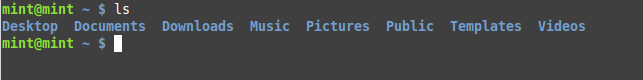 mint@mint ~ $ ls
Desktop  Documents  Downloads  Music  Pictures  Public  Templates  Videos
mint@mint ~ $